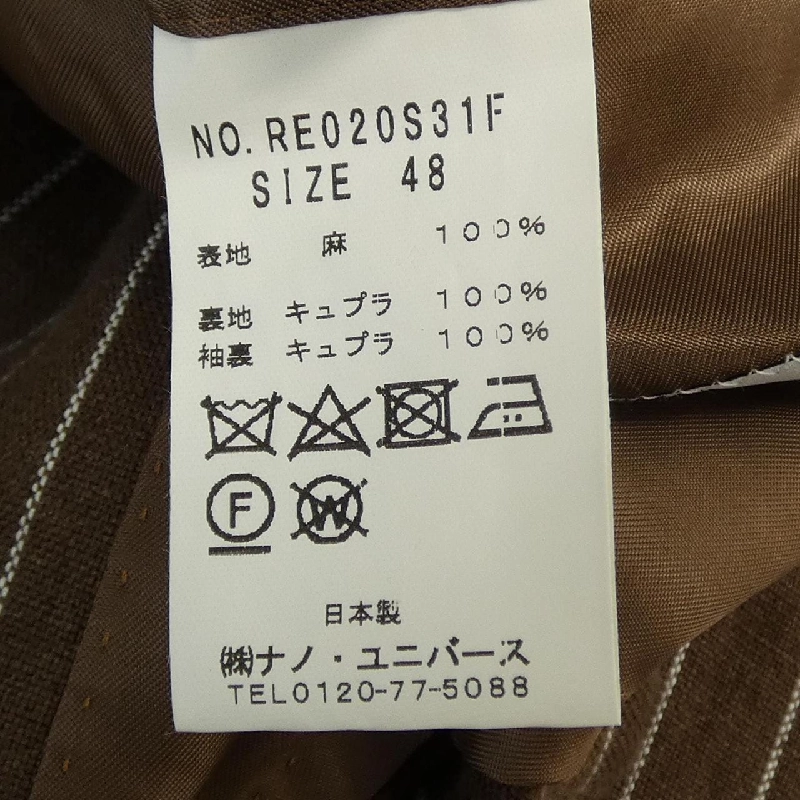 NO.RE020S31F
SIZE 48
表地 麻 100%
裏地 キュプラ 100%
袖裏 キュプラ 100%
F W
日本製
(株)ナノ・ユニバース
TEL0120-77-5088